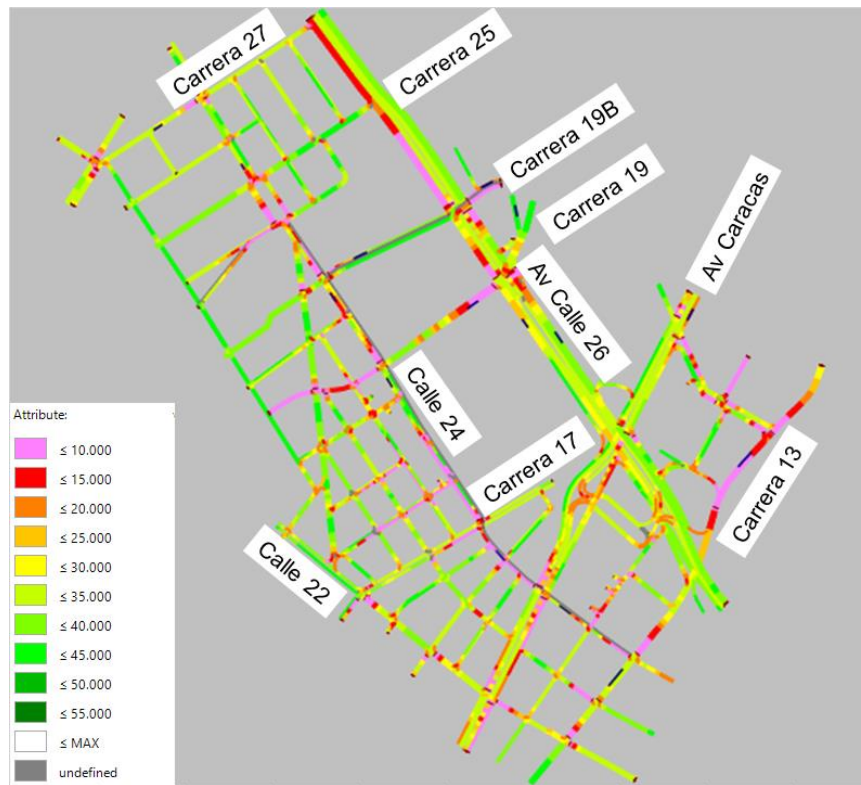 Carrera 27
Carrera 25
Carrera 19B
Carrera 19
Av Caracas
Av Calle 26
Calle 24
Carrera 17
Carrera 13
Calle 22
Attribute:
≤ 10.000
≤ 15.000
≤ 20.000
≤ 25.000
≤ 30.000
≤ 35.000
≤ 40.000
≤ 45.000
≤ 50.000
≤ 55.000
≤ MAX
undefined